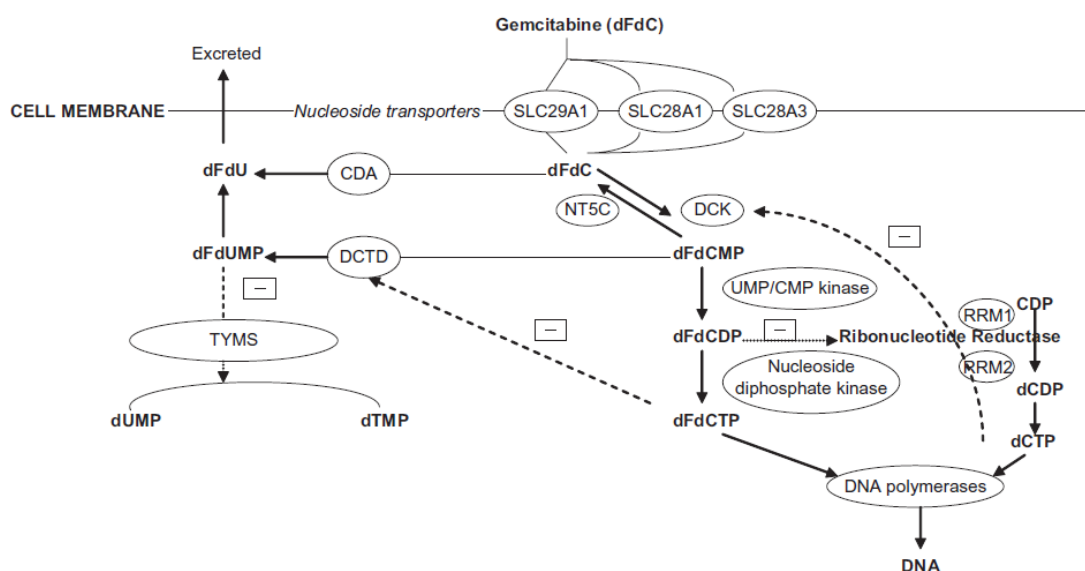 Gemcitabine (dFdC)
Excreted
CELL MEMBRANE
Nucleoside transporters
SLC29A1
SLC28A1
SLC28A3
dFdU
CDA
dFdC
NT5C
DCK
dFdUMP
DCTD
dFdCMP
–
–
UMP/CMP kinase
RRM1
CDP
TYMS
dFdCDP
–
Ribonucleotide Reductase
–
Nucleoside
diphosphate kinase
RRM2
dCDP
dUMP
dTMP
dFdCTP
dCTP
DNA polymerases
DNA